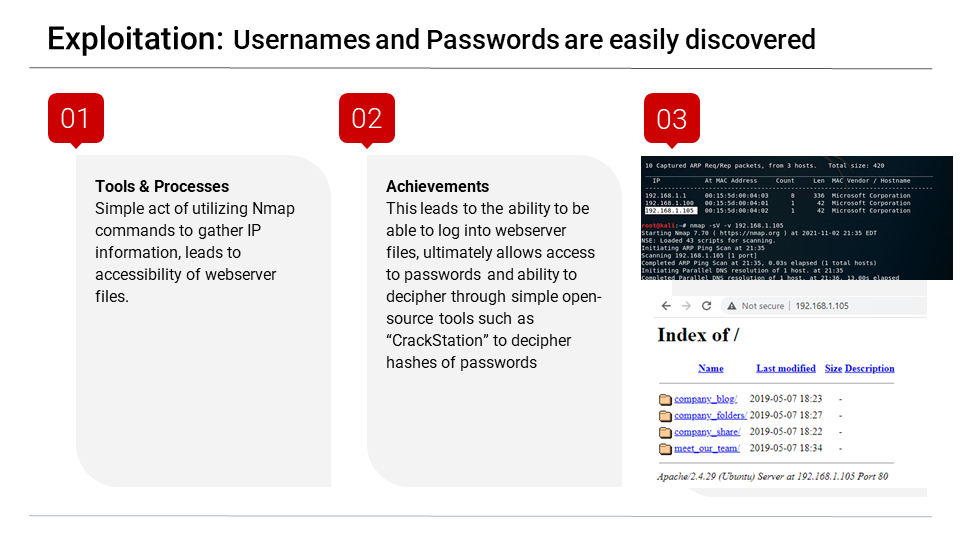 Exploitation: Usernames and Passwords are easily discovered
01
Tools & Processes
Simple act of utilizing Nmap
commands to gather IP
information, leads to
accessibility of webserver
files.
02
Achievements
This leads to the ability to be
able to log into webserver
files, ultimately allows access
to passwords and ability to
decipher through simple open-
source tools such as
“CrackStation” to decipher
hashes of passwords
03
10 Captured ARP Req/Rep packets, from 3 hosts. Total size: 420
IP At MAC Address Count Len MAC Vendor / Hostname
192.168.1.1 00:15:5d:00:04:03 8 336 Microsoft Corporation
192.168.1.100 00:15:5d:00:04:01 1 42 Microsoft Corporation
192.168.1.105 00:15:5d:00:04:02 1 42 Microsoft Corporation
root@kali:~# nmap -sV -v 192.168.1.105
Starting Nmap 7.70 ( https://nmap.org ) at 2021-11-02 21:35 EDT
NSE: Loaded 43 scripts for scanning.
Initiating ARP Ping Scan at 21:35
Scanning 192.168.1.105 [1 port]
Completed ARP Ping Scan at 21:35, 0.03s elapsed (1 total hosts)
Initiating Parallel DNS resolution of 1 host. at 21:35
Completed Parallel DNS resolution of 1 host. at 21:36, 13.00s elapsed
Not secure | 192.168.1.105
Index of /
Name Last modified Size Description
company_blog/ 2019-05-07 18:23 -
company_folders/ 2019-05-07 18:27 -
company_share/ 2019-05-07 18:22 -
meet_our_team/ 2019-05-07 18:34 -
Apache/2.4.29 (Ubuntu) Server at 192.168.1.105 Port 80